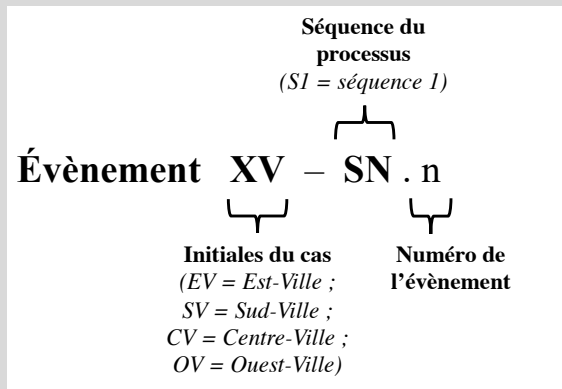 Séquence du
processus
(S1 = séquence 1)
Évènement XV – SN . n
Initiales du cas
(EV = Est-Ville ;
SV = Sud-Ville ;
CV = Centre-Ville ;
OV = Ouest-Ville)
Numéro de
l’évènement